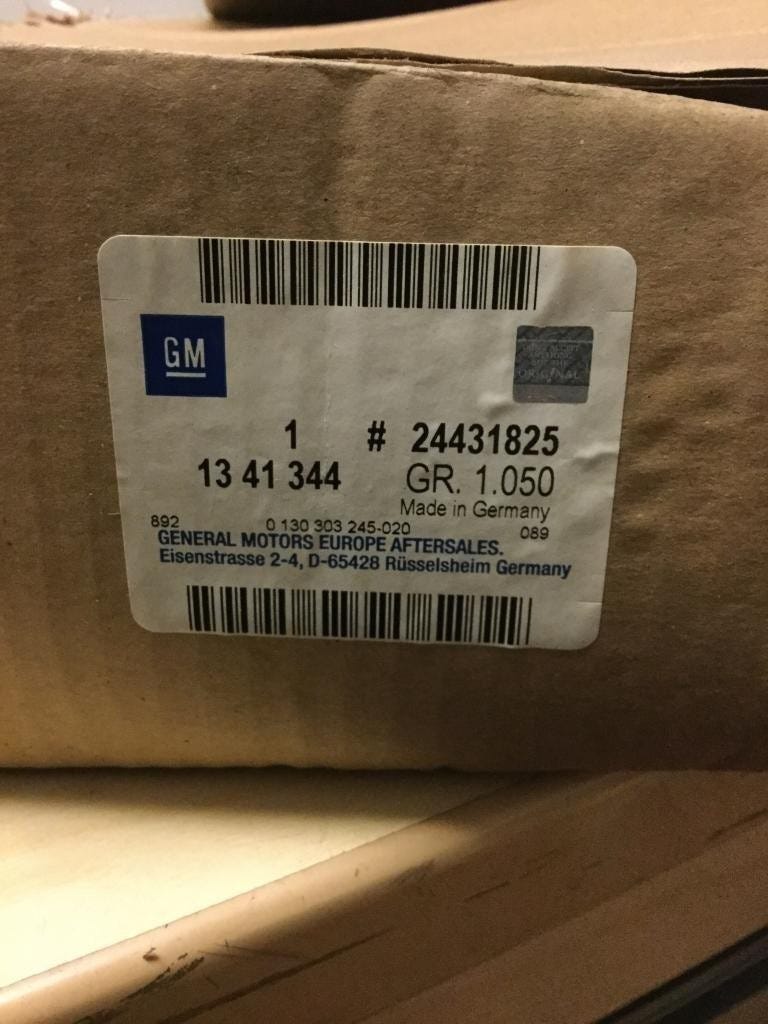 GM
ORIGINAL
1 # 24431825
13 41 344 GR. 1.050
Made in Germany
892 0 130 303 245-020 089
GENERAL MOTORS EUROPE AFTERSALES.
Eisenstrasse 2-4, D-65428 Rüsselsheim Germany